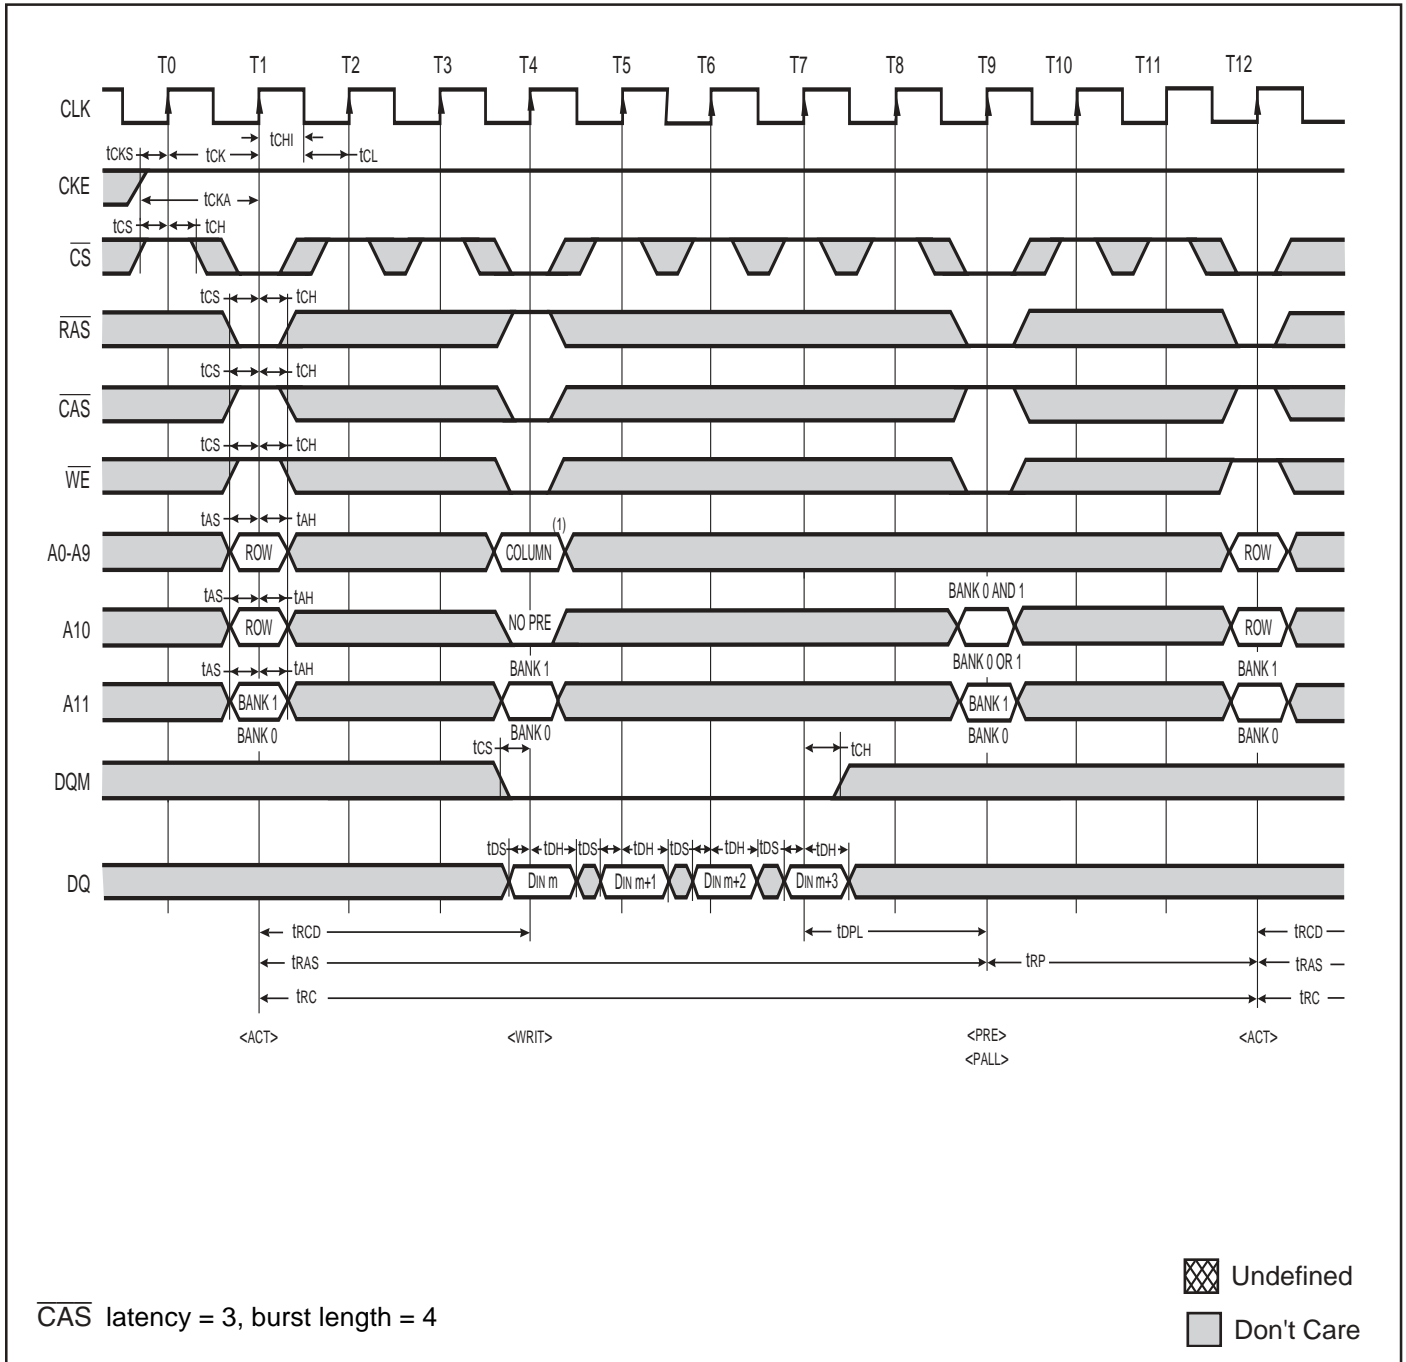 T0 T1 T2 T3 T4 T5 T6 T7 T8 T9 T10 T11 T12
CLK
tCHI
tCKS tCK tCL
CKE
tCKA
tCS tCH
CS
tCS tCH
RAS
tCS tCH
CAS
tCS tCH
WE
tAS tAH (1)
A0-A9 ROW COLUMN ROW
tAS tAH BANK 0 AND 1
A10 ROW NO PRE ROW
tAS tAH BANK 1 BANK 0 OR 1 BANK 1
A11 BANK 1 BANK 1
BANK 0 BANK 0 BANK 0 BANK 0
tCS tCH
DQM
tDS tDH tDS tDH tDS tDH tDS tDH
DQ DIN m DIN m+1 DIN m+2 DIN m+3
tRCD tDPL tRCD
tRAS tRP tRAS
tRC tRC
<ACT> <WRIT> <PRE> <ACT>
<PALL>
Undefined
CAS latency = 3, burst length = 4
Don't Care